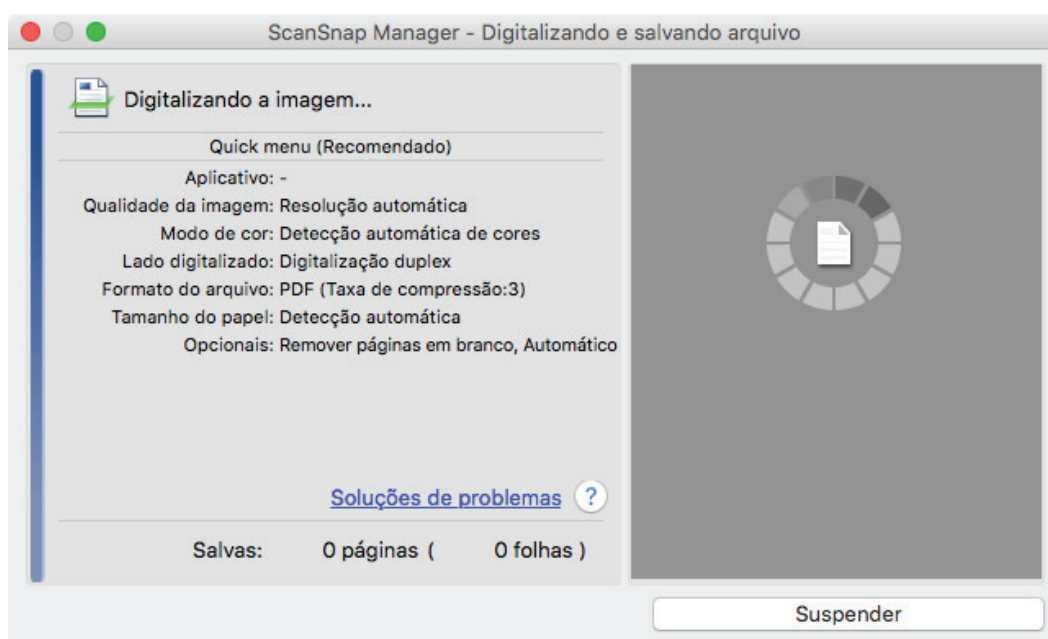 ScanSnap Manager - Digitalizando e salvando arquivo
Digitalizando a imagem...
Quick menu (Recomendado)
Aplicativo: -
Qualidade da imagem: Resolução automática
Modo de cor: Detecção automática de cores
Lado digitalizado: Digitalização duplex
Formato do arquivo: PDF (Taxa de compressão:3)
Tamanho do papel: Detecção automática
Opcionais: Remover páginas em branco, Automático
Soluções de problemas ?
Salvas: 0 páginas ( 0 folhas )
Suspender